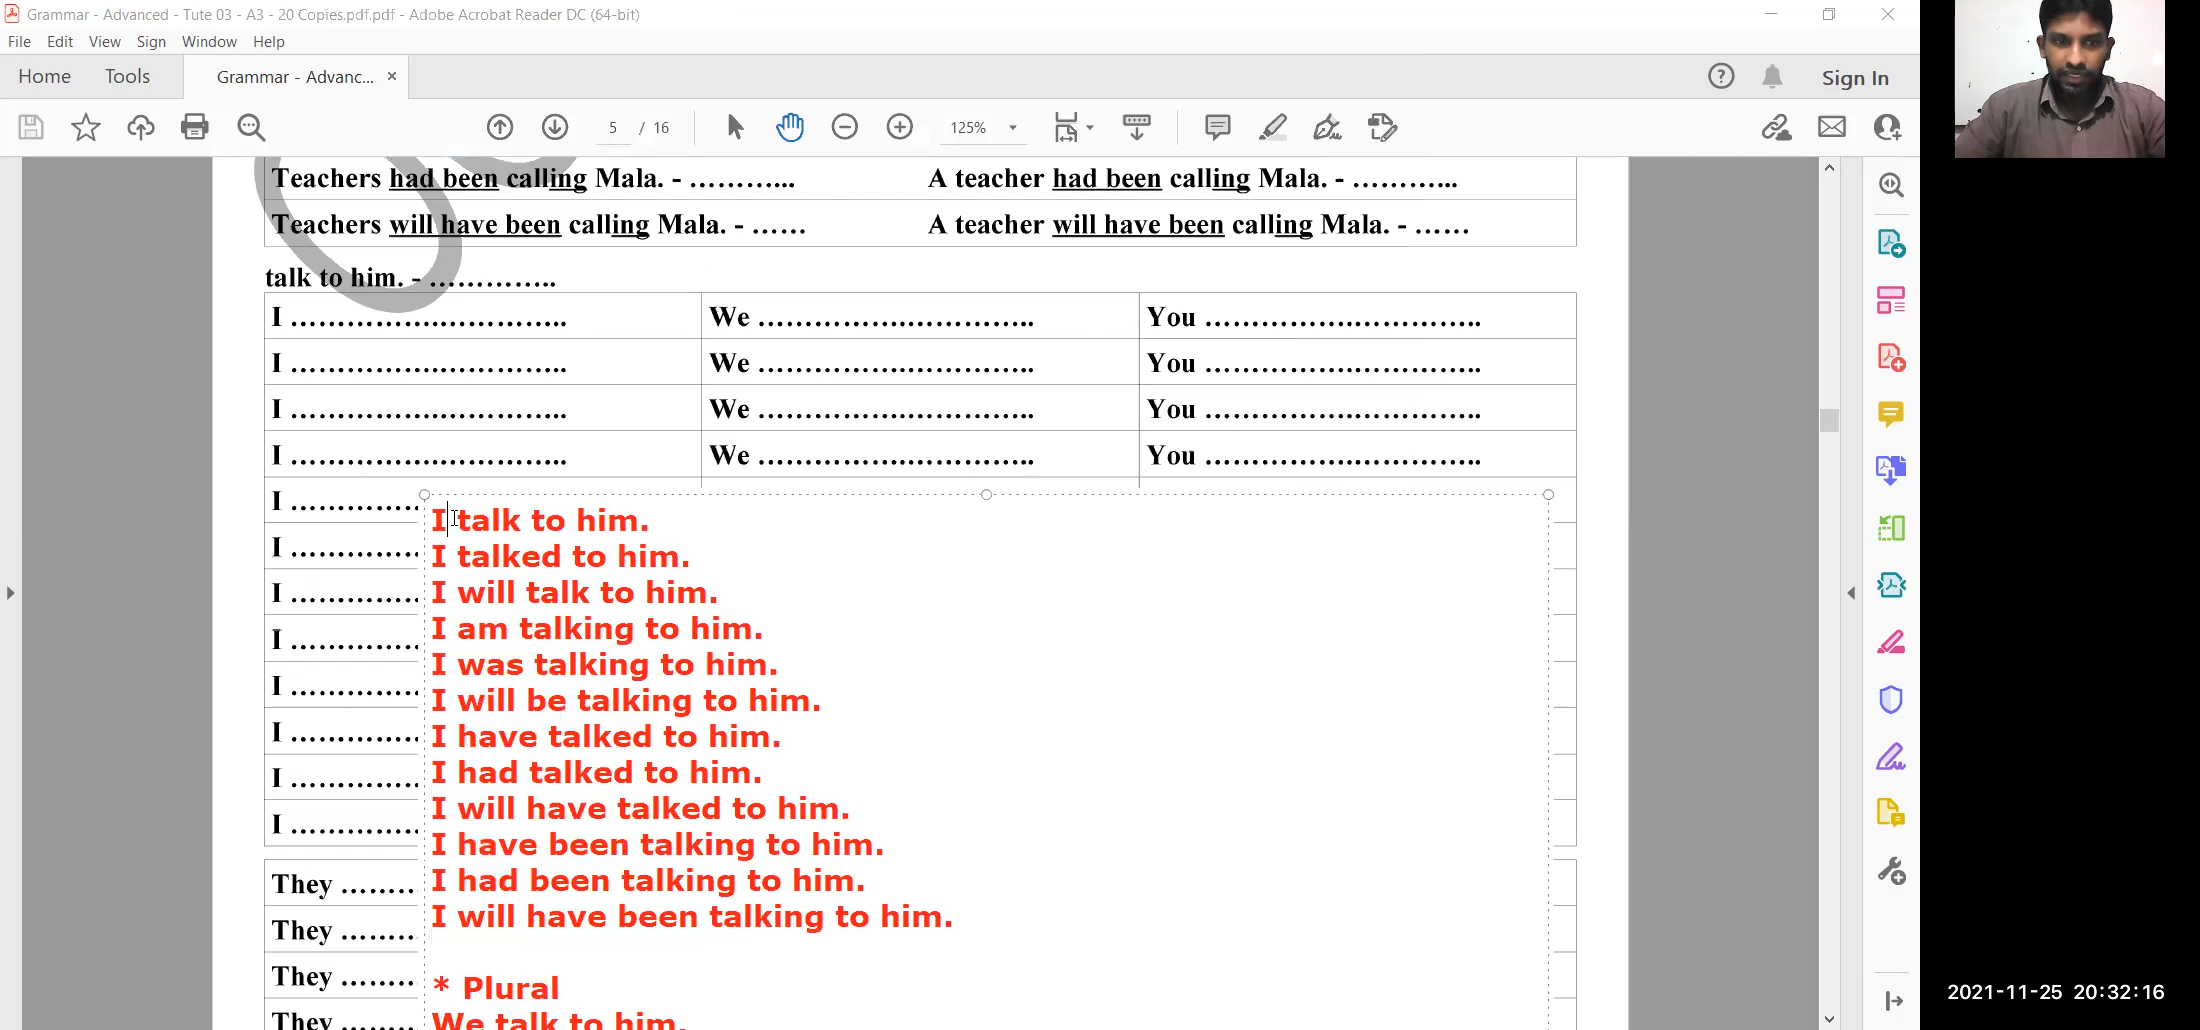 Grammar - Advanced - Tute 03 - A3 - 20 Copies.pdf.pdf - Adobe Acrobat Reader DC (64-bit)
File Edit View Sign Window Help
Home Tools Grammar - Advanc... × Sign In
5 / 16 125%
Teachers had been calling Mala. - ………... A teacher had been calling Mala. - ………...
Teachers will have been calling Mala. - …… A teacher will have been calling Mala. - ……
talk to him. - …………..
I …………….………….. We …………….………….. You …………….…………..
I …………….………….. We …………….………….. You …………….…………..
I …………….………….. We …………….………….. You …………….…………..
I …………….………….. We …………….………….. You …………….…………..
I ………….
I ………….
I ………….
I ………….
I ………….
I ………….
I ………….
I ………….
They ………
They ………
They ………
They ………
I talk to him.
I talked to him.
I will talk to him.
I am talking to him.
I was talking to him.
I will be talking to him.
I have talked to him.
I had talked to him.
I will have talked to him.
I have been talking to him.
I had been talking to him.
I will have been talking to him.
* Plural
We talk to him.
2021-11-25 20:32:16